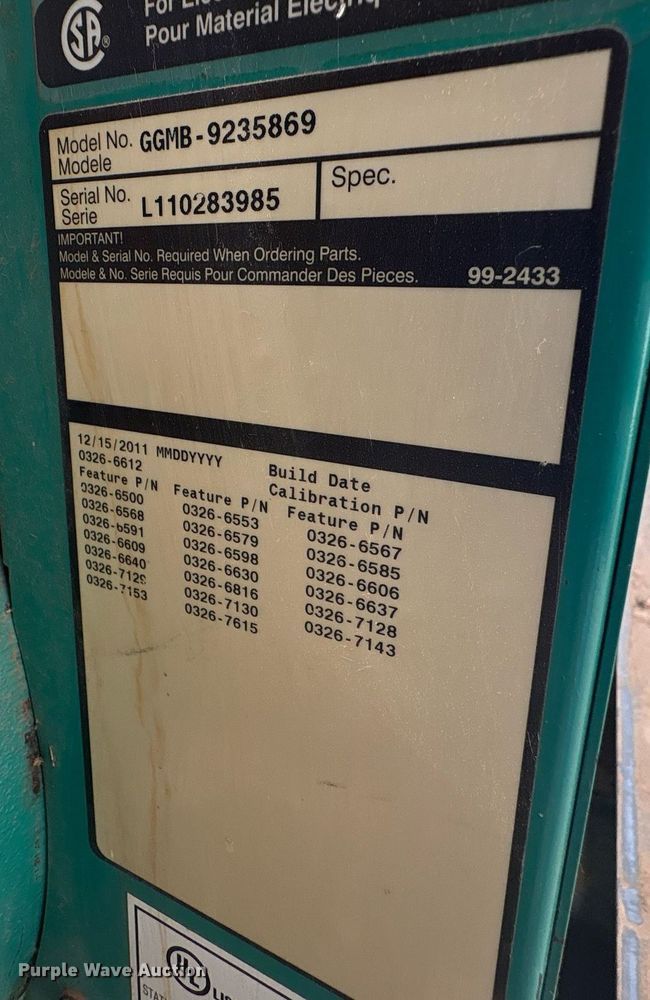 SA
Pour Material
Model No. GGMB-9235869
Modele
Serial No. L110283985
Serie
Spec.
IMPORTANT!
Model & Serial No. Required When Ordering Parts.
Modele & No. Serie Requis Pour Commander Des Pieces. 99-2433
12/15/2011 MMDDYYYY Build Date
0326-6612 Calibration P/N
Feature P/N Feature P/N Feature P/N
0326-6500 0326-6553 0326-6567
0326-6568 0326-6579 0326-6585
0326-6591 0326-6598 0326-6606
0326-6609 0326-6630 0326-6637
0326-6640 0326-6816 0326-7128
0326-7129 0326-7130 0326-7143
0326-7153 0326-7615
UL
Purple Wave Auction